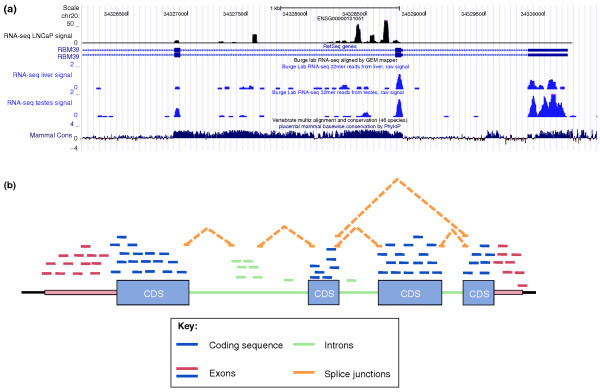 (a)
Scale
1 kb
chr20:
34326500
34327000
34327500
34328000
34328500
34329000
34329500
34330000
50 _
ENSG00000131051
RNA-seq LNCaP signal
0 _
RefSeq genes
RBM39
RBM39
Burge lab RNA-seq aligned by GEM mapper
2 _
Burge Lab RNA-seq 32mer reads from liver, raw signal
RNA-seq liver signal
0 _
2 _
Burge Lab RNA-seq 32mer reads from testes, raw signal
RNA-seq testes signal
0
Vertebrate multiz alignment and conservation (46 species)
4
placental mammal basewise conservation by PhyloP
Mammal Cons
-4
(b)
CDS
CDS
CDS
CDS
Key:
Coding sequence
Introns
Exons
Splice junctions